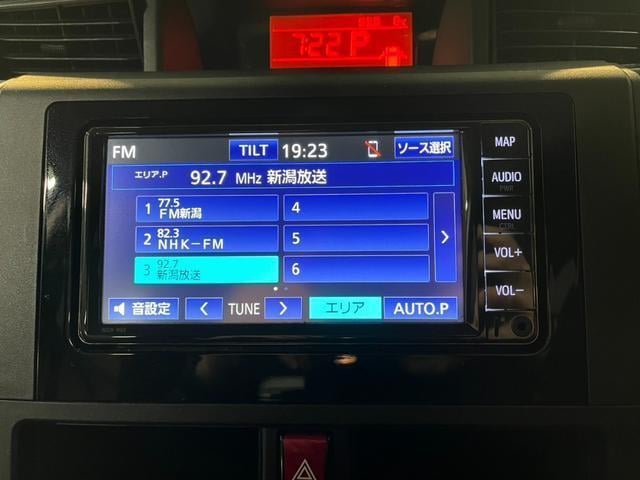 7:22 P
FM TILT 19:23 ソース選択
エリア.P 92.7 MHz 新潟放送
1 77.5 FM新潟
4
2 82.3 NHK-FM
5
3 92.7 新潟放送
6
音設定 TUNE エリア AUTO.P
MAP
AUDIO
PWR
MENU
CTRL
VOL+
VOL-